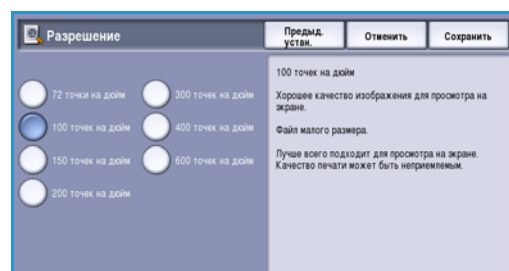 Разрешение
Предыд.
устан.
Отменить
Сохранить
72 точки на дюйм
300 точек на дюйм
100 точек на дюйм
400 точек на дюйм
150 точек на дюйм
600 точек на дюйм
200 точек на дюйм
100 точек на дюйм
Хорошее качество изображения для просмотра на
экране.
Файл малого размера.
Лучше всего подходит для просмотра на экране.
Качество печати может быть неприемлемым.